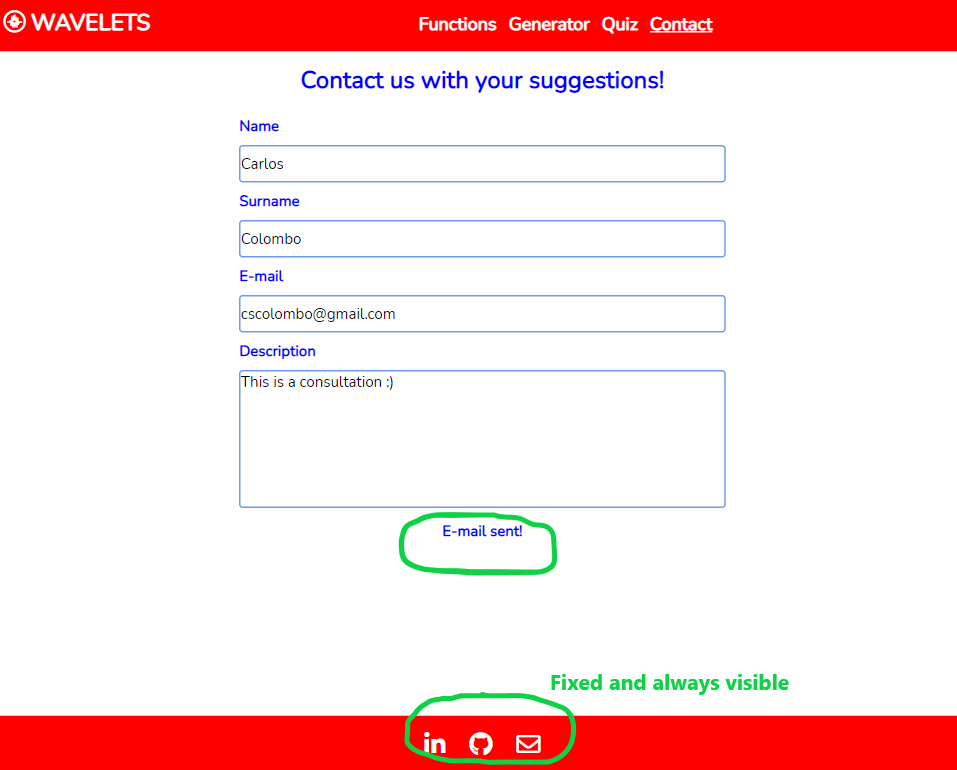 WAVELETS
Functions Generator Quiz Contact
Contact us with your suggestions!
Name
Carlos
Surname
Colombo
E-mail
cscolombo@gmail.com
Description
This is a consultation :)
E-mail sent!
Fixed and always visible
in